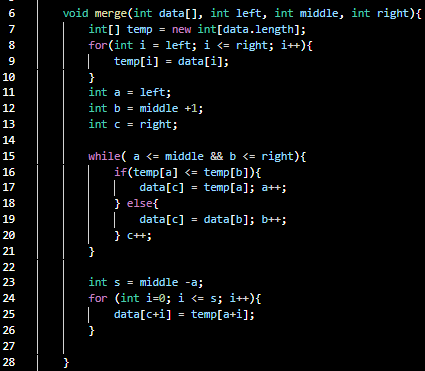 6 void merge(int data[], int left, int middle, int right){
7 int[] temp = new int[data.length];
8 for(int i = left; i <= right; i++){
9 temp[i] = data[i];
10 }
11 int a = left;
12 int b = middle +1;
13 int c = right;
14
15 while( a <= middle && b <= right){
16 if(temp[a] <= temp[b]){
17 data[c] = temp[a]; a++;
18 } else{
19 data[c] = data[b]; b++;
20 } c++;
21 }
22
23 int s = middle -a;
24 for (int i=0; i <= s; i++){
25 data[c+i] = temp[a+i];
26 }
27
28 }